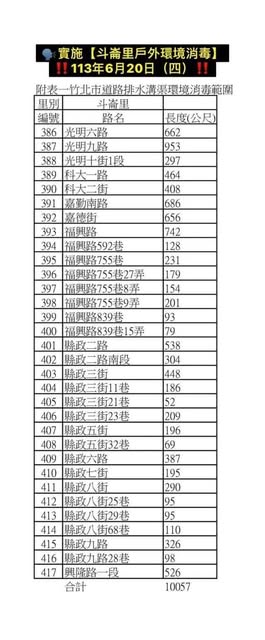 🗣️實施【斗崙里戶外環境消毒】
‼️113年6月20日（四）‼️
附表一竹北市道路排水溝渠環境消毒範圍
里別 斗崙里
編號 路名 長度(公尺)
386 光明六路 662
387 光明九路 953
388 光明十街1段 297
389 科大一路 464
390 科大二街 408
391 嘉勤南路 686
392 嘉德街 656
393 福興路 742
394 福興路592巷 128
395 福興路755巷 231
396 福興路755巷27弄 179
397 福興路755巷8弄 154
398 福興路755巷9弄 201
399 福興路839巷 93
400 福興路839巷15弄 79
401 縣政二路 538
402 縣政二路南段 304
403 縣政三街 448
404 縣政三街11巷 186
405 縣政三街21巷 52
406 縣政三街23巷 209
407 縣政五街 196
408 縣政五街32巷 69
409 縣政六路 387
410 縣政七街 195
411 縣政八街 290
412 縣政八街25巷 95
413 縣政八街29巷 95
414 縣政八街68巷 110
415 縣政九路 326
416 縣政九路28巷 98
417 興隆路一段 526
合計 10057